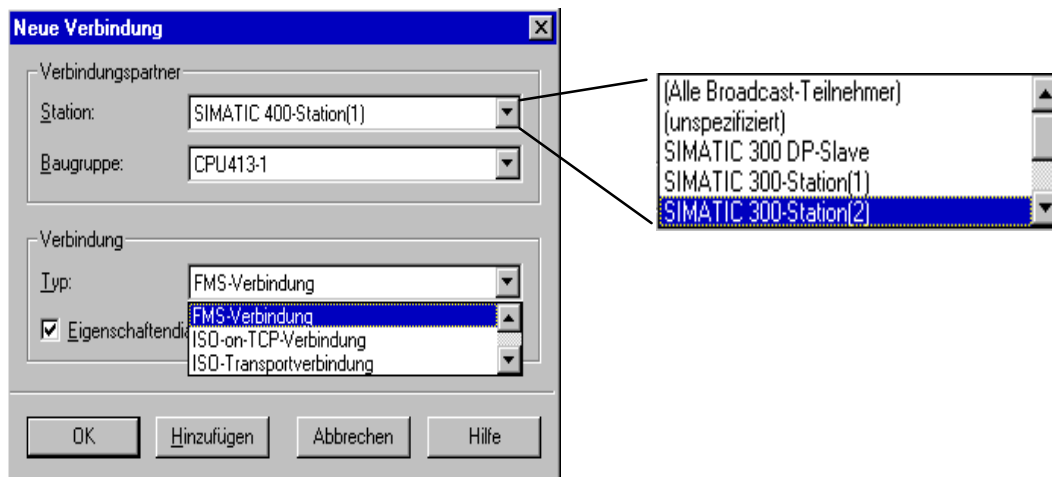 Neue Verbindung
Verbindungspartner
Station:
SIMATIC 400-Station(1)
Baugruppe:
CPU413-1
Verbindung
Typ:
FMS-Verbindung
FMS-Verbindung
ISO-on-TCP-Verbindung
ISO-Transportverbindung
Eigenschaftendia
OK
Hinzufügen
Abbrechen
Hilfe
(Alle Broadcast-Teilnehmer)
(unspezifiziert)
SIMATIC 300 DP-Slave
SIMATIC 300-Station(1)
SIMATIC 300-Station(2)